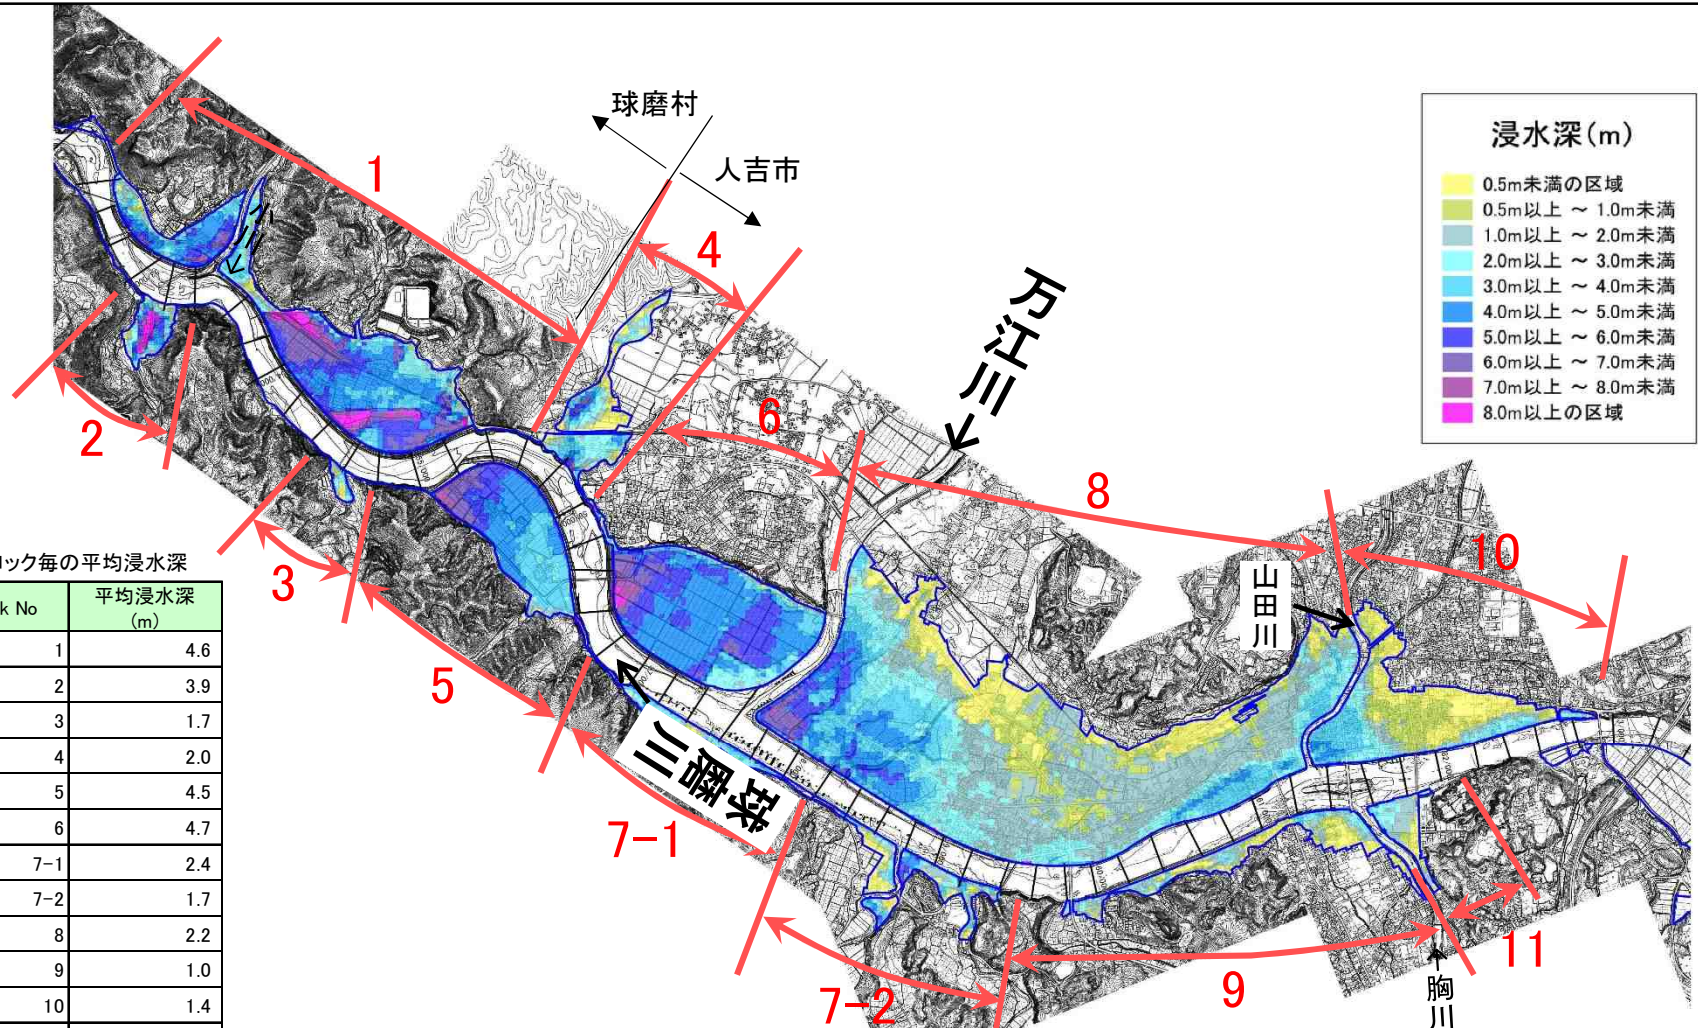 球磨村
人吉市
1
4
小川
万江川
2
6
8
3
5
7-1
球磨川
山田川
10
7-2
9
11
胸川
浸水深(m)
0.5m未満の区域
0.5m以上 ～ 1.0m未満
1.0m以上 ～ 2.0m未満
2.0m以上 ～ 3.0m未満
3.0m以上 ～ 4.0m未満
4.0m以上 ～ 5.0m未満
5.0m以上 ～ 6.0m未満
6.0m以上 ～ 7.0m未満
7.0m以上 ～ 8.0m未満
8.0m以上の区域
ロック毎の平均浸水深
k No 平均浸水深
(m)
1 4.6
2 3.9
3 1.7
4 2.0
5 4.5
6 4.7
7-1 2.4
7-2 1.7
8 2.2
9 1.0
10 1.4